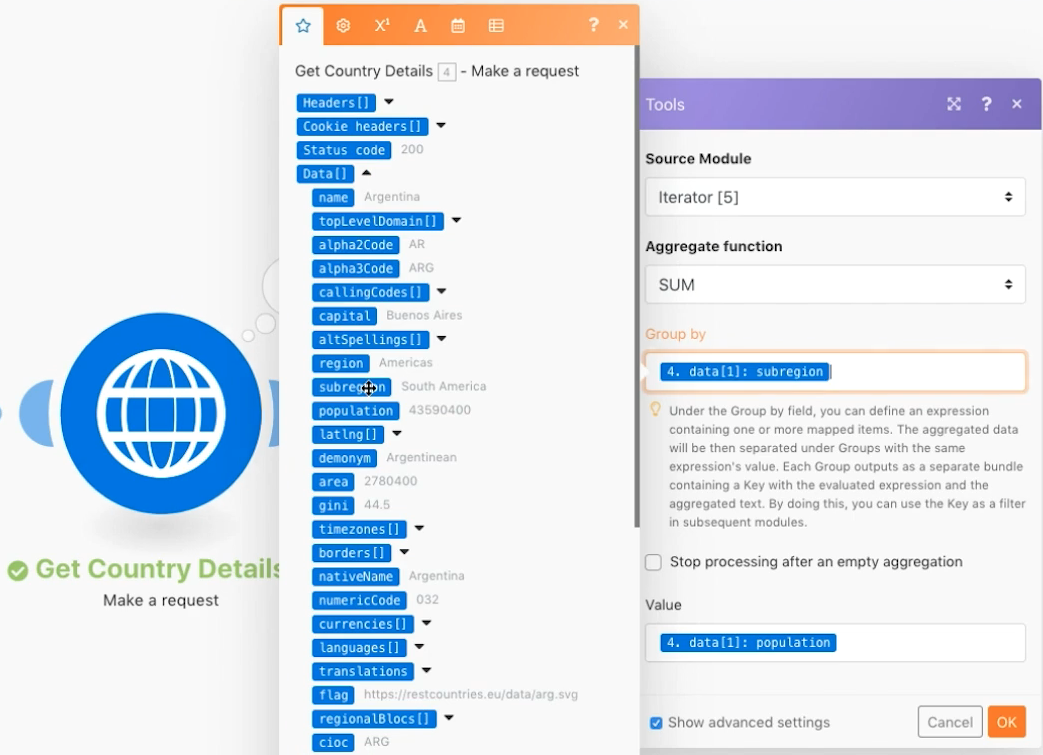 Get Country Details 4 - Make a request
Headers[]
Cookie headers[]
Status code 200
Data[]
name Argentina
topLevelDomain[]
alpha2Code AR
alpha3Code ARG
callingCodes[]
capital Buenos Aires
altSpellings[]
region Americas
subregion South America
population 43590400
latlng[]
demonym Argentinean
area 2780400
gini 44.5
timezones[]
borders[]
nativeName Argentina
numericCode 032
currencies[]
languages[]
translations
flag https://restcountries.eu/data/arg.svg
regionalBlocs[]
cioc ARG
Get Country Details
Make a request
Tools
Source Module
Iterator [5]
Aggregate function
SUM
Group by
4. data[1]: subregion
Under the Group by field, you can define an expression
containing one or more mapped items. The aggregated data
will be then separated under Groups with the same
expression's value. Each Group outputs as a separate bundle
containing a Key with the evaluated expression and the
aggregated text. By doing this, you can use the Key as a filter
in subsequent modules.
Stop processing after an empty aggregation
Value
4. data[1]: population
Show advanced settings
Cancel
OK